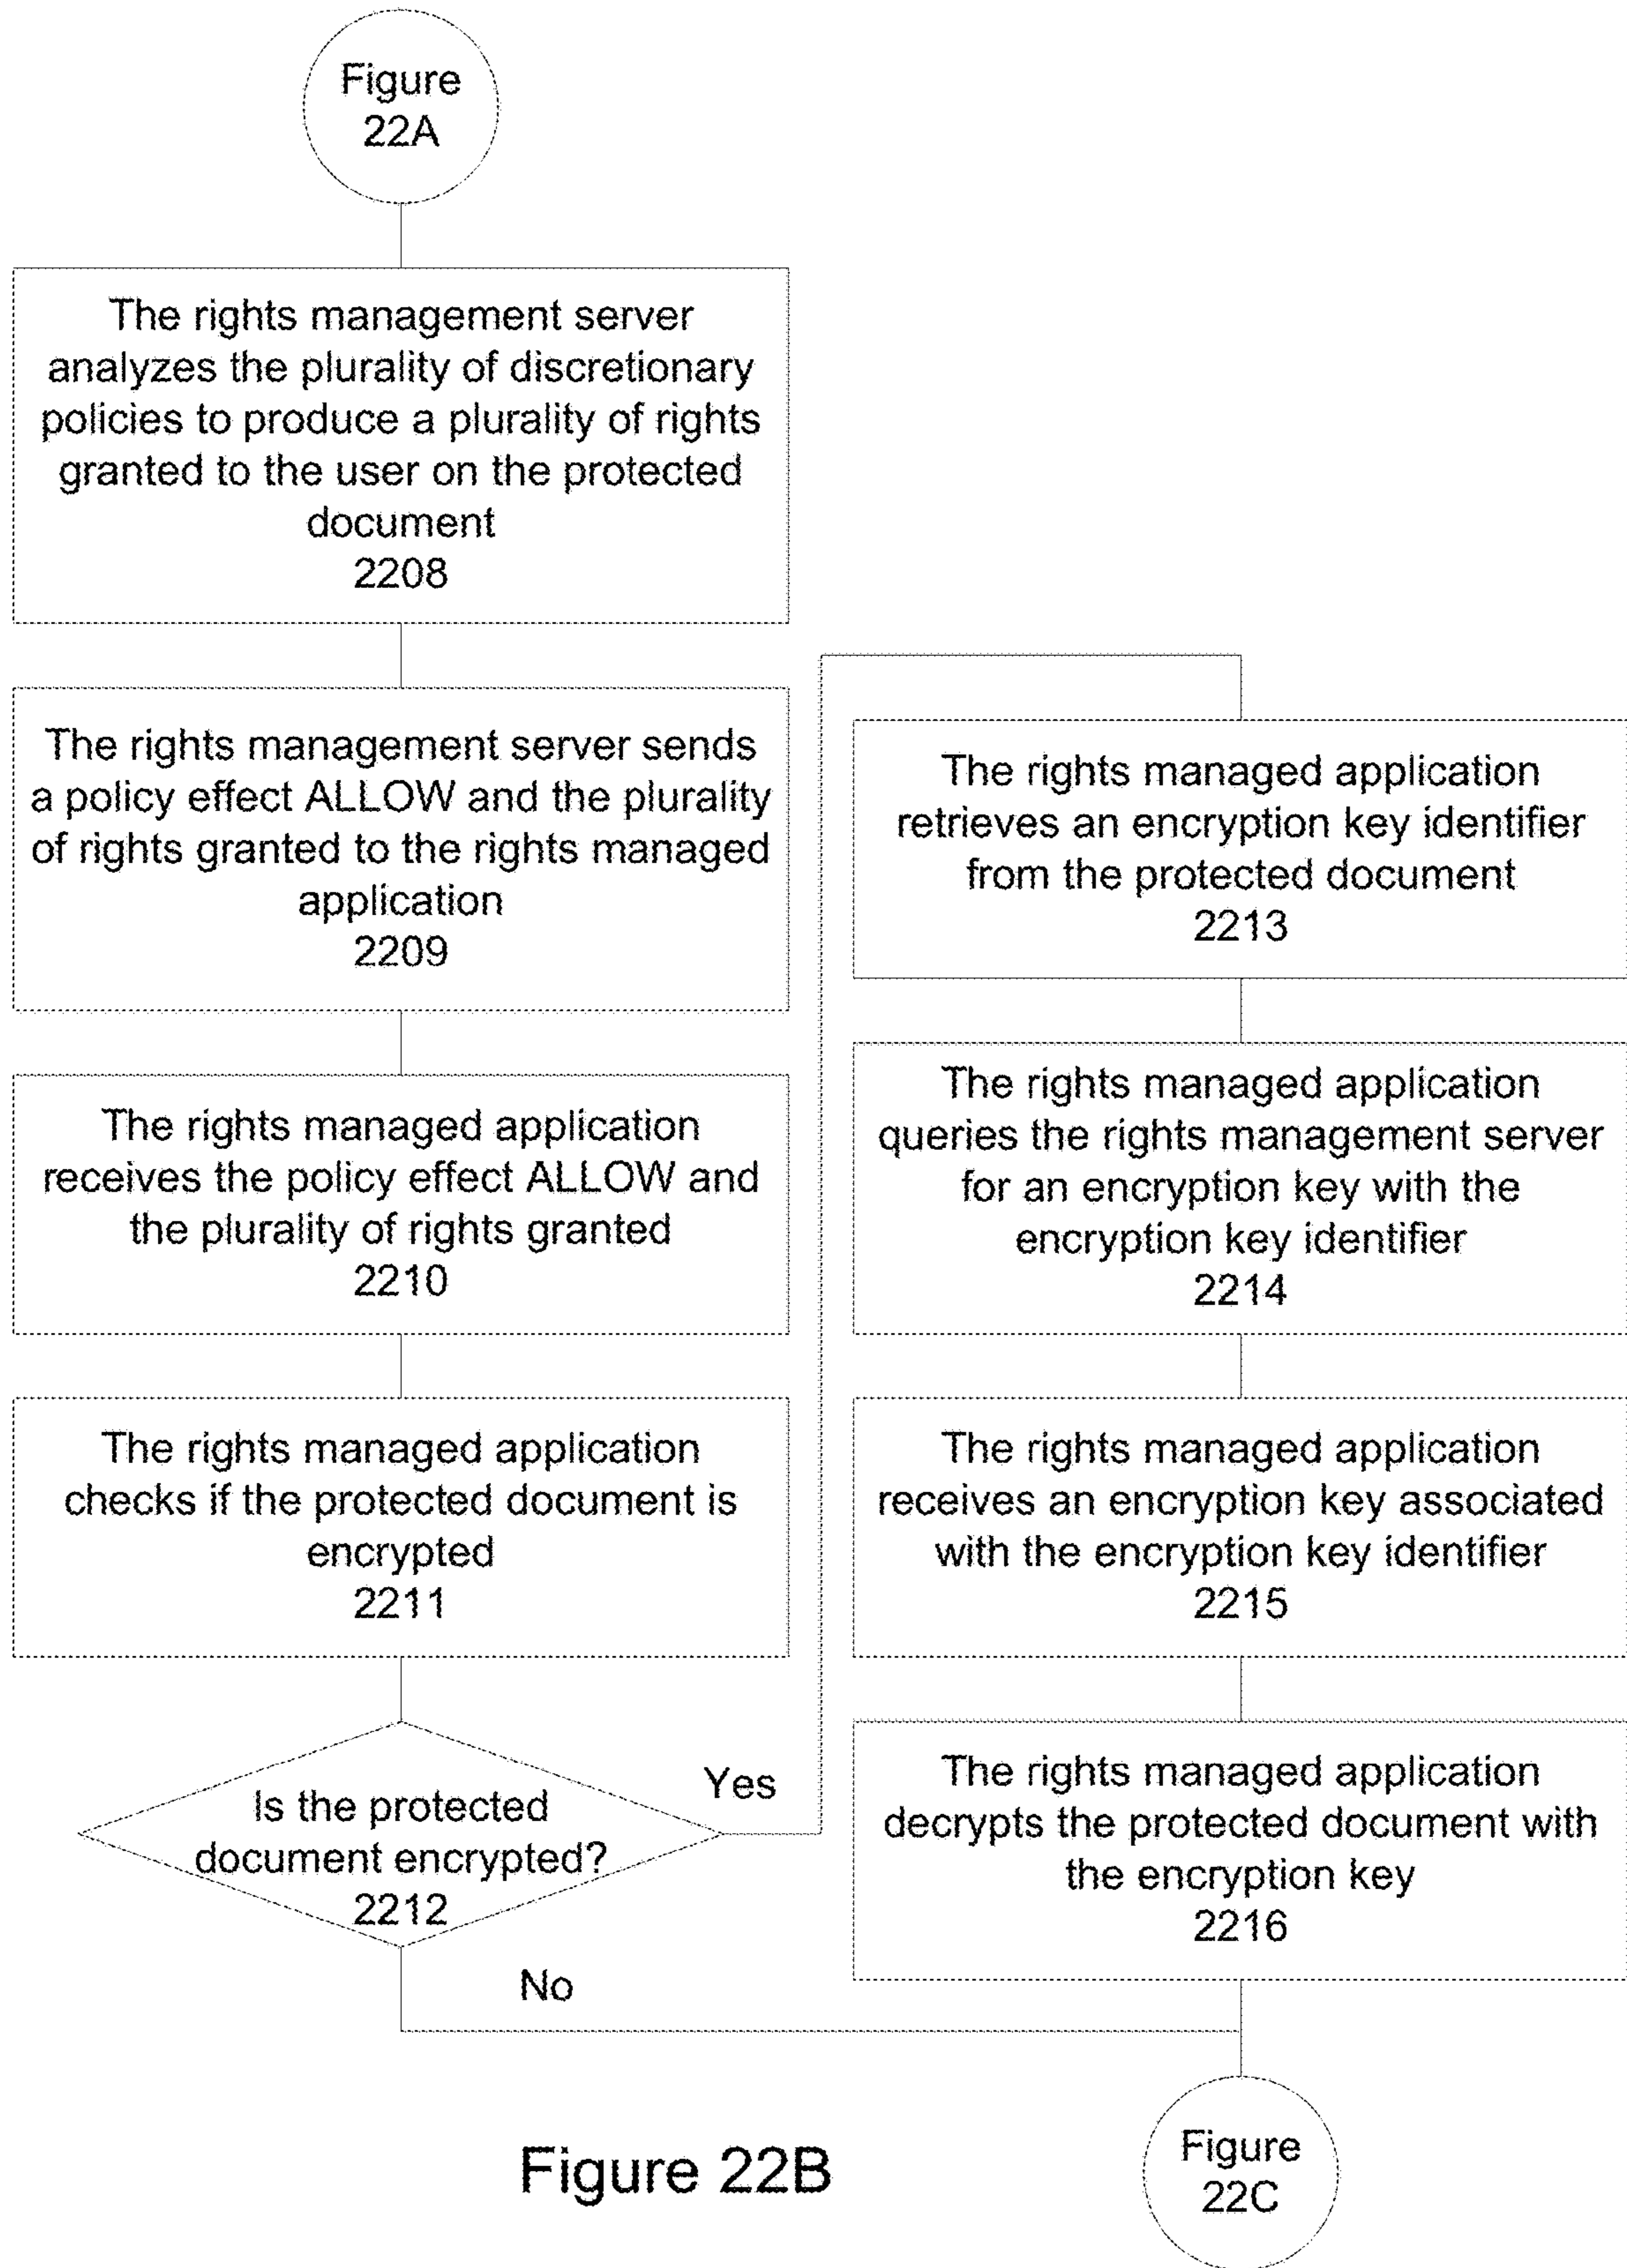 Figure
22A
The rights management server
analyzes the plurality of discretionary
policies to produce a plurality of rights
granted to the user on the protected
document
2208
The rights management server sends
a policy effect ALLOW and the plurality
of rights granted to the rights managed
application
2209
The rights managed application
receives the policy effect ALLOW and
the plurality of rights granted
2210
The rights managed application
checks if the protected document is
encrypted
2211
Is the protected
document encrypted?
2212
Yes
No
The rights managed application
retrieves an encryption key identifier
from the protected document
2213
The rights managed application
queries the rights management server
for an encryption key with the
encryption key identifier
2214
The rights managed application
receives an encryption key associated
with the encryption key identifier
2215
The rights managed application
decrypts the protected document with
the encryption key
2216
Figure
22C
Figure 22B